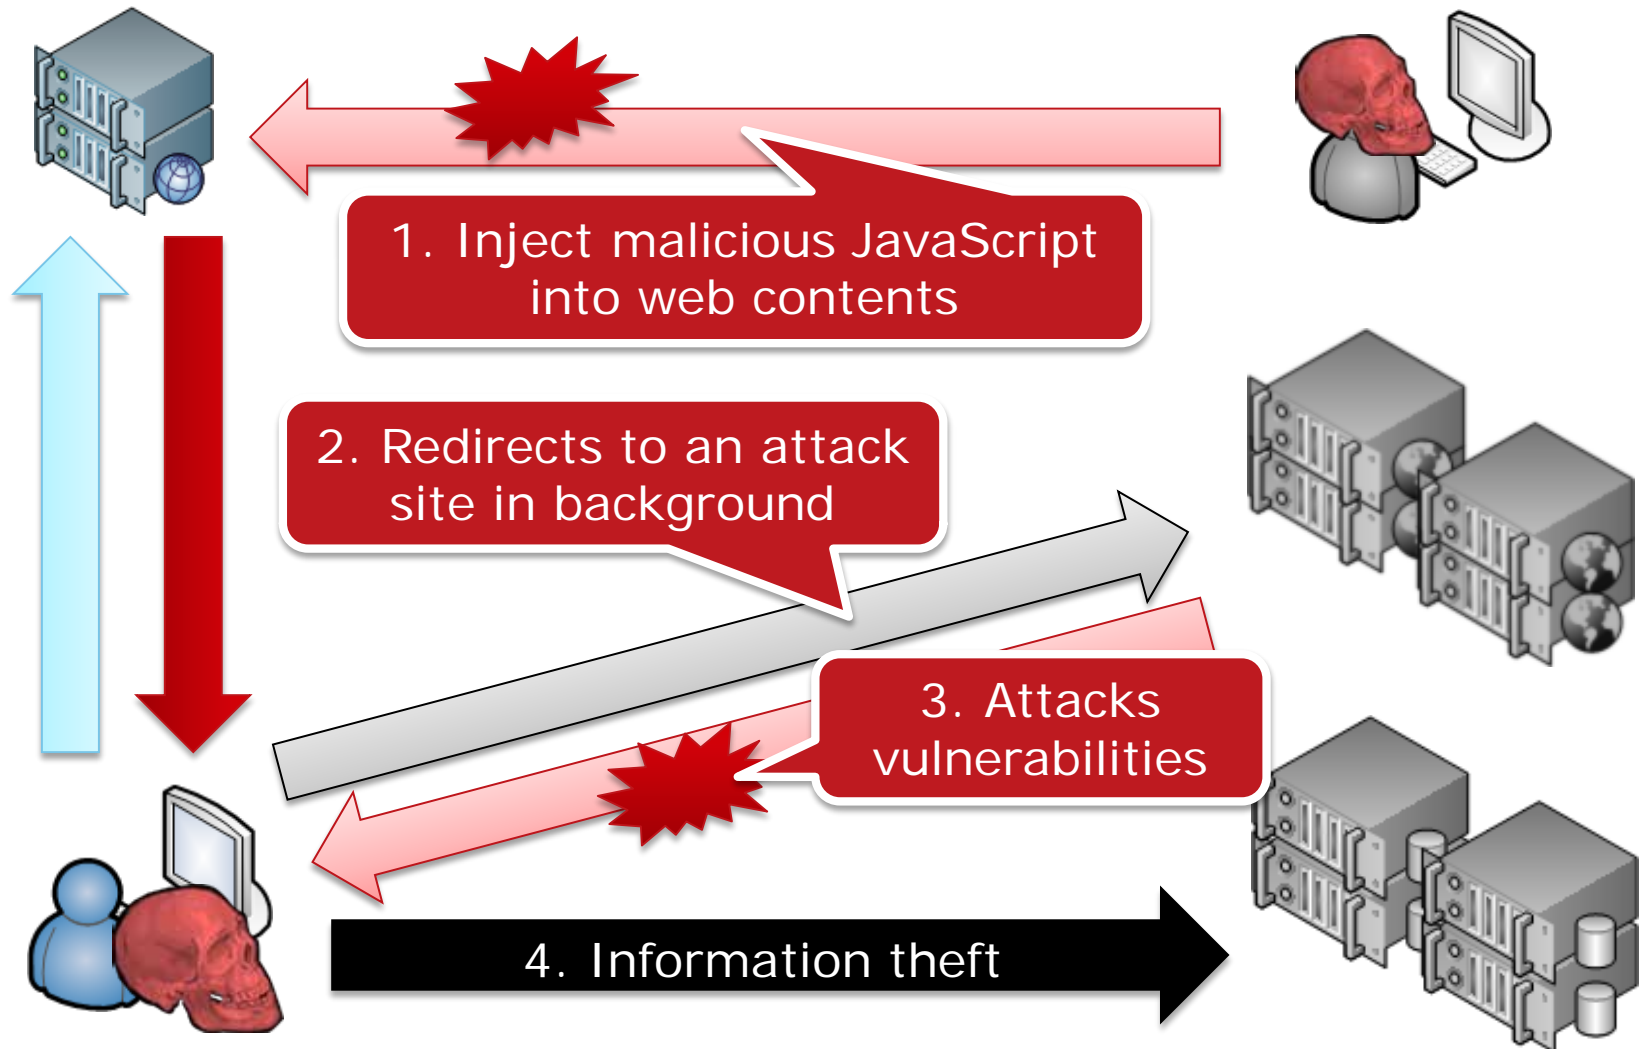 1. Inject malicious JavaScript
into web contents
2. Redirects to an attack
site in background
3. Attacks
vulnerabilities
4. Information theft